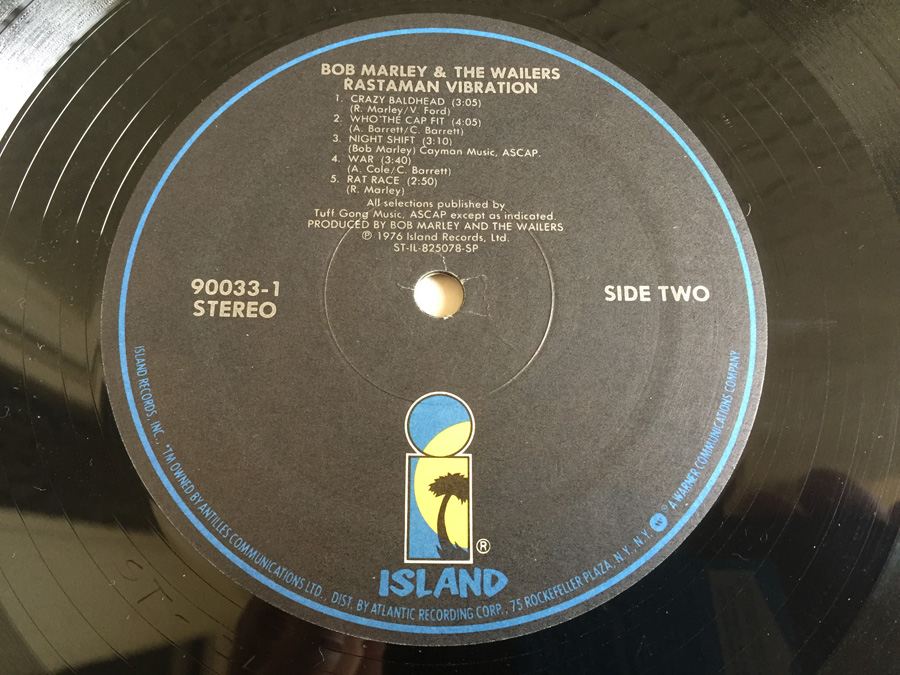 BOB MARLEY & THE WAILERS
RASTAMAN VIBRATION
1. CRAZY BALDHEAD (3:05)
(R. Marley/V. Ford)
2. WHO THE CAP FIT (4:05)
(A. Barrett/C. Barrett)
3. NIGHT SHIFT (3:10)
(Bob Marley) Cayman Music, ASCAP.
4. WAR (3:40)
(A. Cole/C. Barrett)
5. RAT RACE (2:50)
(R. Marley)
All selections published by
Tuff Gong Music, ASCAP except as indicated.
PRODUCED BY BOB MARLEY AND THE WAILERS
℗ 1976 Island Records, Ltd.
ST-IL-825078-SP
90033-1
STEREO
SIDE TWO
®
ISLAND
ISLAND RECORDS, INC., *TM OWNED BY ANTILLES COMMUNICATIONS LTD., DIST. BY ATLANTIC RECORDING CORP., 75 ROCKEFELLER PLAZA, N.Y., N.Y. ® A WARNER COMMUNICATIONS COMPANY